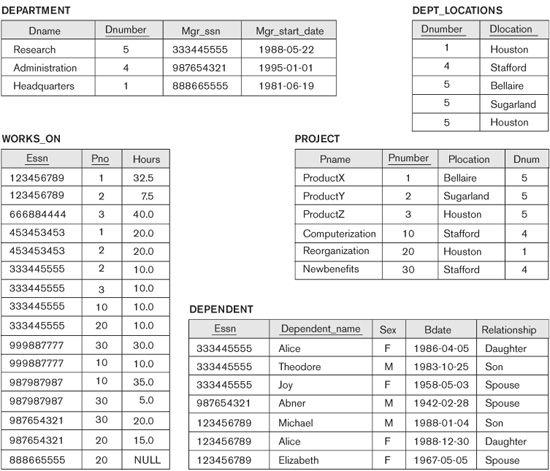 DEPARTMENT
Dname Dnumber Mgr_ssn Mgr_start_date
Research 5 333445555 1988-05-22
Administration 4 987654321 1995-01-01
Headquarters 1 888665555 1981-06-19
DEPT_LOCATIONS
Dnumber Dlocation
1 Houston
4 Stafford
5 Bellaire
5 Sugarland
5 Houston
WORKS_ON
Essn Pno Hours
123456789 1 32.5
123456789 2 7.5
666884444 3 40.0
453453453 1 20.0
453453453 2 20.0
333445555 2 10.0
333445555 3 10.0
333445555 10 10.0
333445555 20 10.0
999887777 30 30.0
999887777 10 10.0
987987987 10 35.0
987987987 30 5.0
987654321 30 20.0
987654321 20 15.0
888665555 20 NULL
PROJECT
Pname Pnumber Plocation Dnum
ProductX 1 Bellaire 5
ProductY 2 Sugarland 5
ProductZ 3 Houston 5
Computerization 10 Stafford 4
Reorganization 20 Houston 1
Newbenefits 30 Stafford 4
DEPENDENT
Essn Dependent_name Sex Bdate Relationship
333445555 Alice F 1986-04-05 Daughter
333445555 Theodore M 1983-10-25 Son
333445555 Joy F 1958-05-03 Spouse
987654321 Abner M 1942-02-28 Spouse
123456789 Michael M 1988-01-04 Son
123456789 Alice F 1988-12-30 Daughter
123456789 Elizabeth F 1967-05-05 Spouse